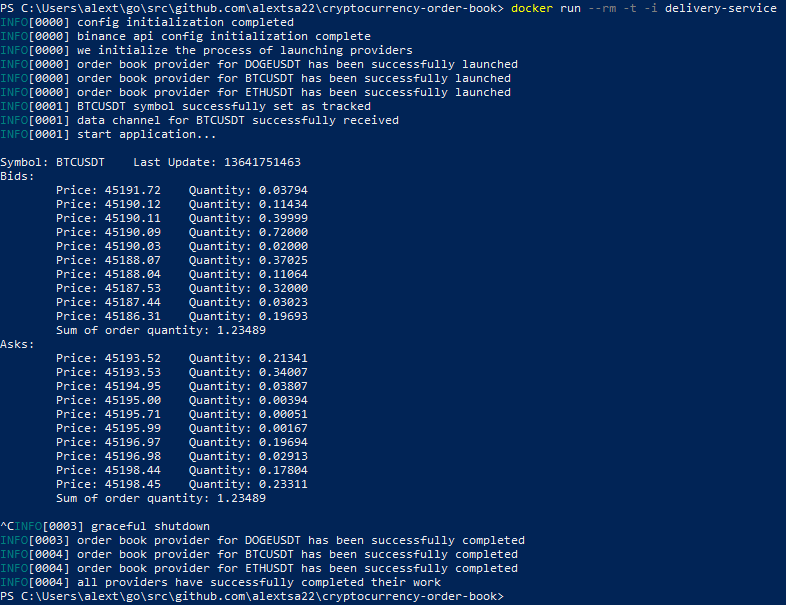 PS C:\Users\alext\go\src\github.com\alextsa22\cryptocurrency-order-book> docker run --rm -t -i delivery-service
INFO[0000] config initialization completed
INFO[0000] binance api config initialization complete
INFO[0000] we initialize the process of launching providers
INFO[0000] order book provider for DOGEUSDT has been successfully launched
INFO[0000] order book provider for BTCUSDT has been successfully launched
INFO[0000] order book provider for ETHUSDT has been successfully launched
INFO[0001] BTCUSDT symbol successfully set as tracked
INFO[0001] data channel for BTCUSDT successfully received
INFO[0001] start application...
Symbol: BTCUSDT    Last Update: 13641751463
Bids:
        Price: 45191.72    Quantity: 0.03794
        Price: 45190.12    Quantity: 0.11434
        Price: 45190.11    Quantity: 0.39999
        Price: 45190.09    Quantity: 0.72000
        Price: 45190.03    Quantity: 0.02000
        Price: 45188.07    Quantity: 0.37025
        Price: 45188.04    Quantity: 0.11064
        Price: 45187.53    Quantity: 0.32000
        Price: 45187.44    Quantity: 0.03023
        Price: 45186.31    Quantity: 0.19693
        Sum of order quantity: 1.23489
Asks:
        Price: 45193.52    Quantity: 0.21341
        Price: 45193.53    Quantity: 0.34007
        Price: 45194.95    Quantity: 0.03807
        Price: 45195.00    Quantity: 0.00394
        Price: 45195.71    Quantity: 0.00051
        Price: 45195.99    Quantity: 0.00167
        Price: 45196.97    Quantity: 0.19694
        Price: 45196.98    Quantity: 0.02913
        Price: 45198.44    Quantity: 0.17804
        Price: 45198.45    Quantity: 0.23311
        Sum of order quantity: 1.23489
^CINFO[0003] graceful shutdown
INFO[0003] order book provider for DOGEUSDT has been successfully completed
INFO[0004] order book provider for BTCUSDT has been successfully completed
INFO[0004] order book provider for ETHUSDT has been successfully completed
INFO[0004] all providers have successfully completed their work
PS C:\Users\alext\go\src\github.com\alextsa22\cryptocurrency-order-book>